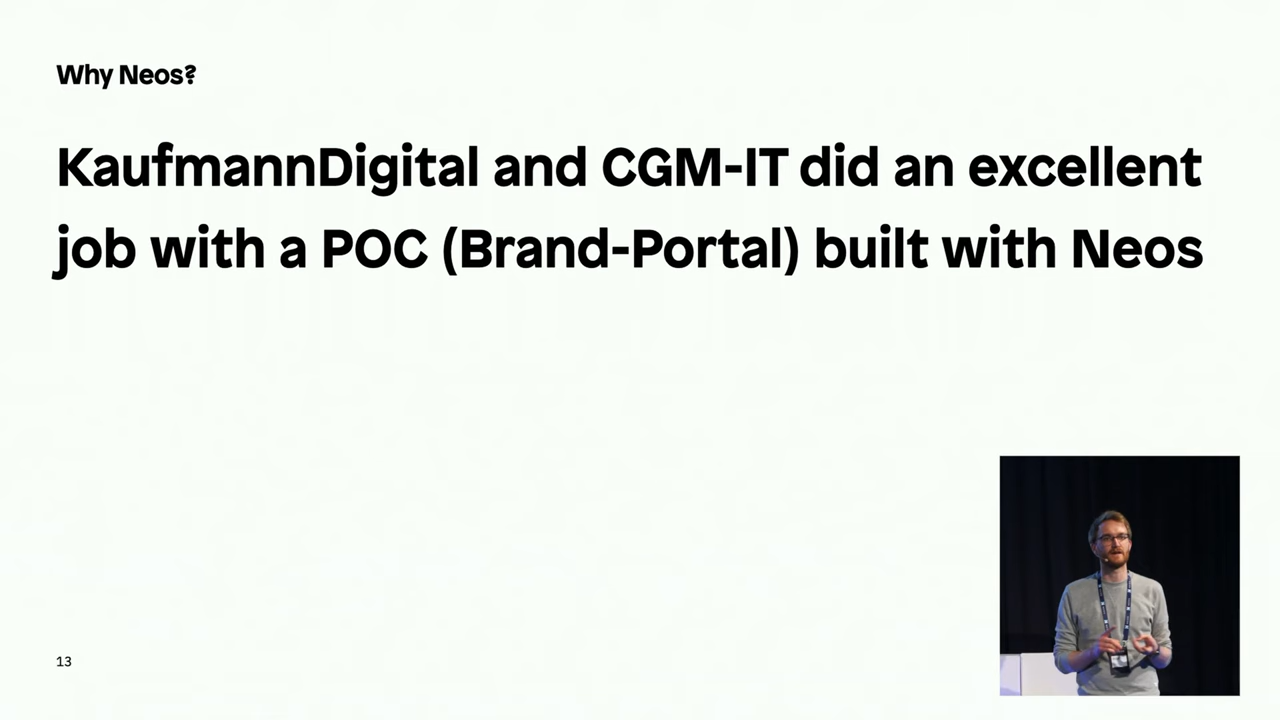 Why Neos?
KaufmannDigital and CGM-IT did an excellent
job with a POC (Brand-Portal) built with Neos
13